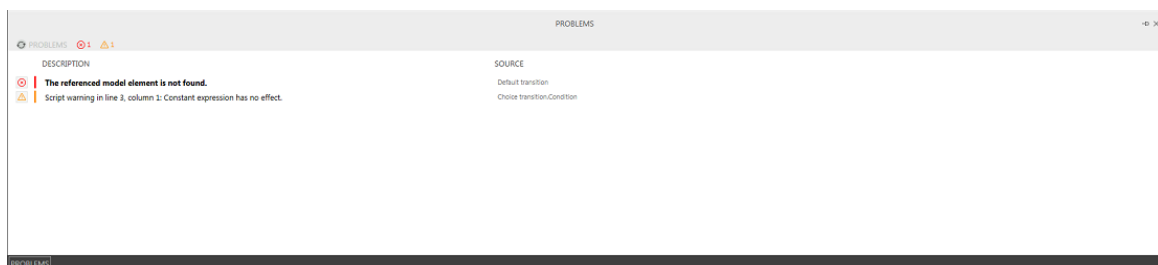 PROBLEMS
PROBLEMS 1 1
DESCRIPTION SOURCE
The referenced model element is not found. Default transition
Script warning in line 3, column 1: Constant expression has no effect. Choice transition.Condition
PROBLEMS